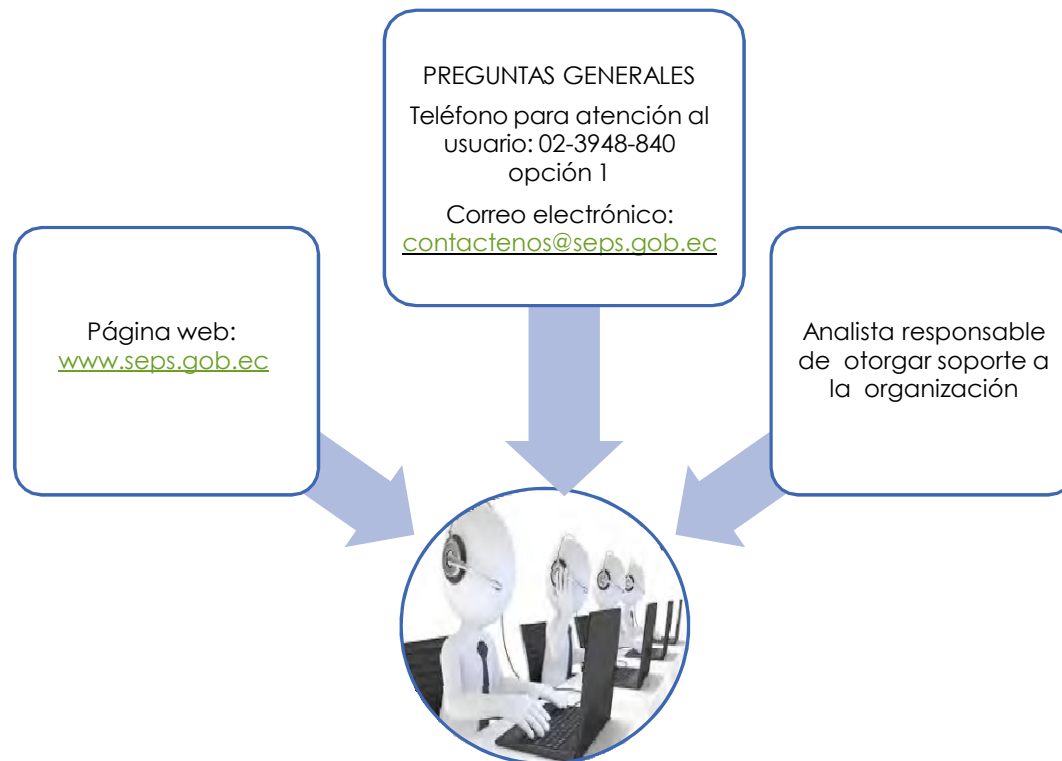 PREGUNTAS GENERALES
Teléfono para atención al
usuario: 02-3948-840
opción 1
Correo electrónico:
contactenos@seps.gob.ec
Página web:
www.seps.gob.ec
Analista responsable
de otorgar soporte a
la organización